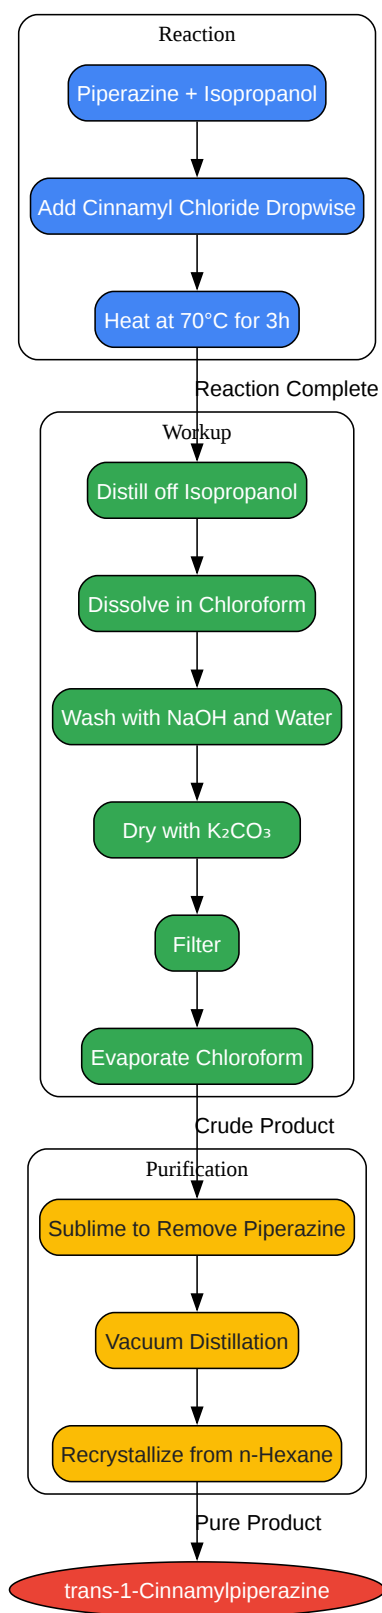 Reaction
Piperazine + Isopropanol
Add Cinnamyl Chloride Dropwise
Heat at 70°C for 3h
Reaction Complete
Workup
Distill off Isopropanol
Dissolve in Chloroform
Wash with NaOH and Water
Dry with K₂CO₃
Filter
Evaporate Chloroform
Crude Product
Purification
Sublime to Remove Piperazine
Vacuum Distillation
Recrystallize from n-Hexane
Pure Product
trans-1-Cinnamylpiperazine